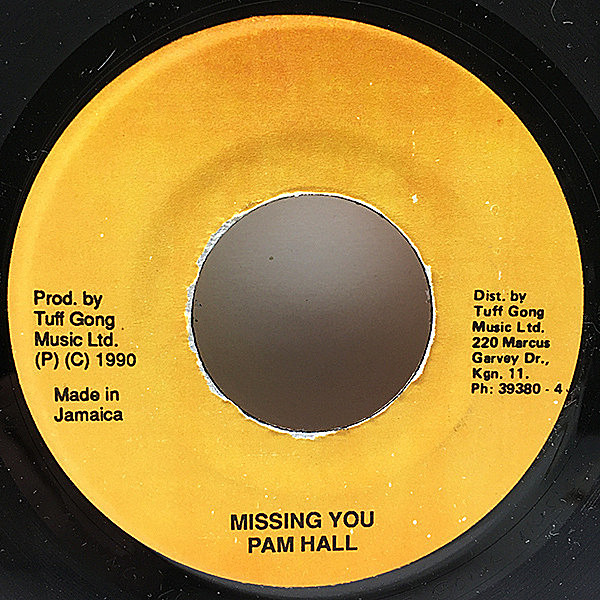 Prod. by
Tuff Gong
Music Ltd.
(P) (C) 1990
Made in
Jamaica
Dist. by
Tuff Gong
Music Ltd.
220 Marcus
Garvey Dr.,
Kgn. 11.
Ph: 39380 - 4
MISSING YOU
PAM HALL